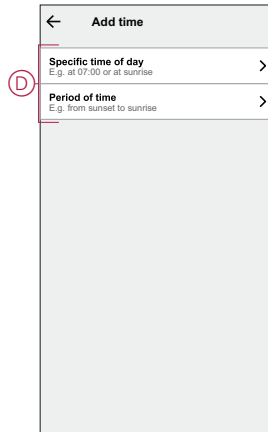 Add time
Specific time of day
E.g. at 07:00 or at sunrise
D
Period of time
E.g. from sunset to sunrise